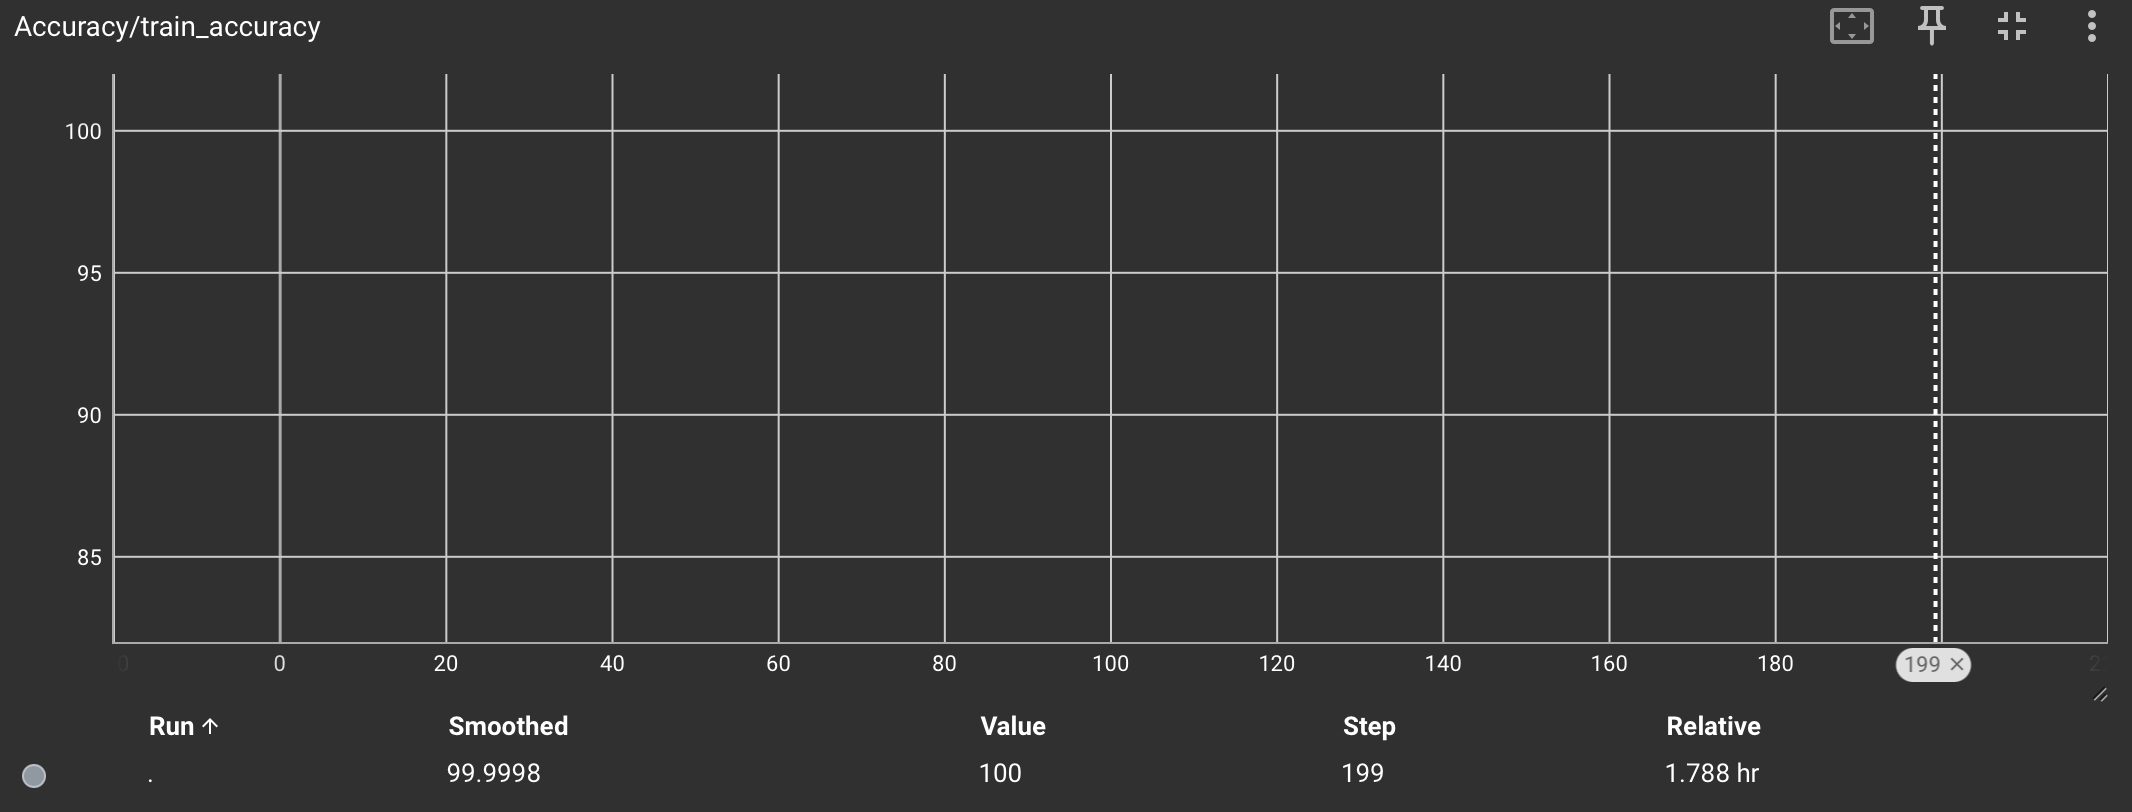 Accuracy/train_accuracy
100
95
90
85
0 0 20 40 60 80 100 120 140 160 180 199 ×
Run ↑ Smoothed Value Step Relative
. 99.9998 100 199 1.788 hr